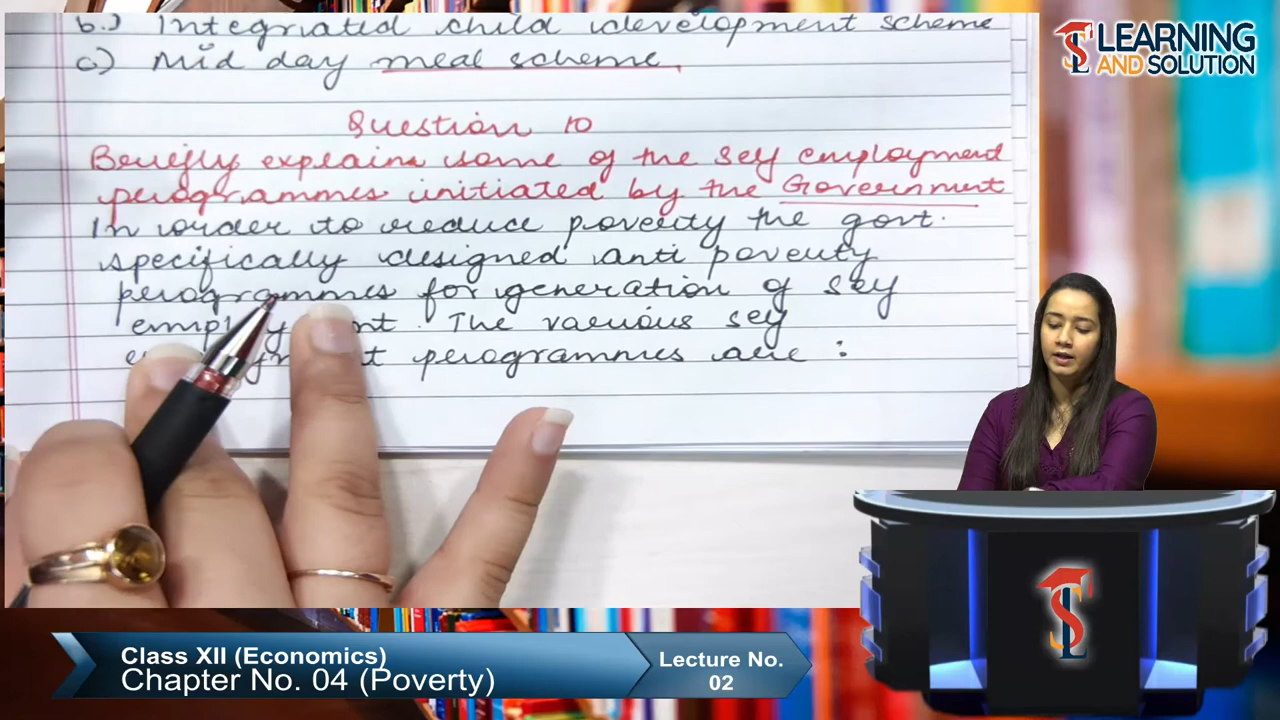 b.) Integrated child development scheme
c) Mid day meal scheme
Question 10
Briefly explain some of the self employment
programmes initiated by the Government
In order to reduce poverty the govt.
specifically designed anti poverty
programmes for generation of self
The various self
programmes are :
LEARNING
AND SOLUTION
Class XII (Economics)
Chapter No. 04 (Poverty)
Lecture No.
02